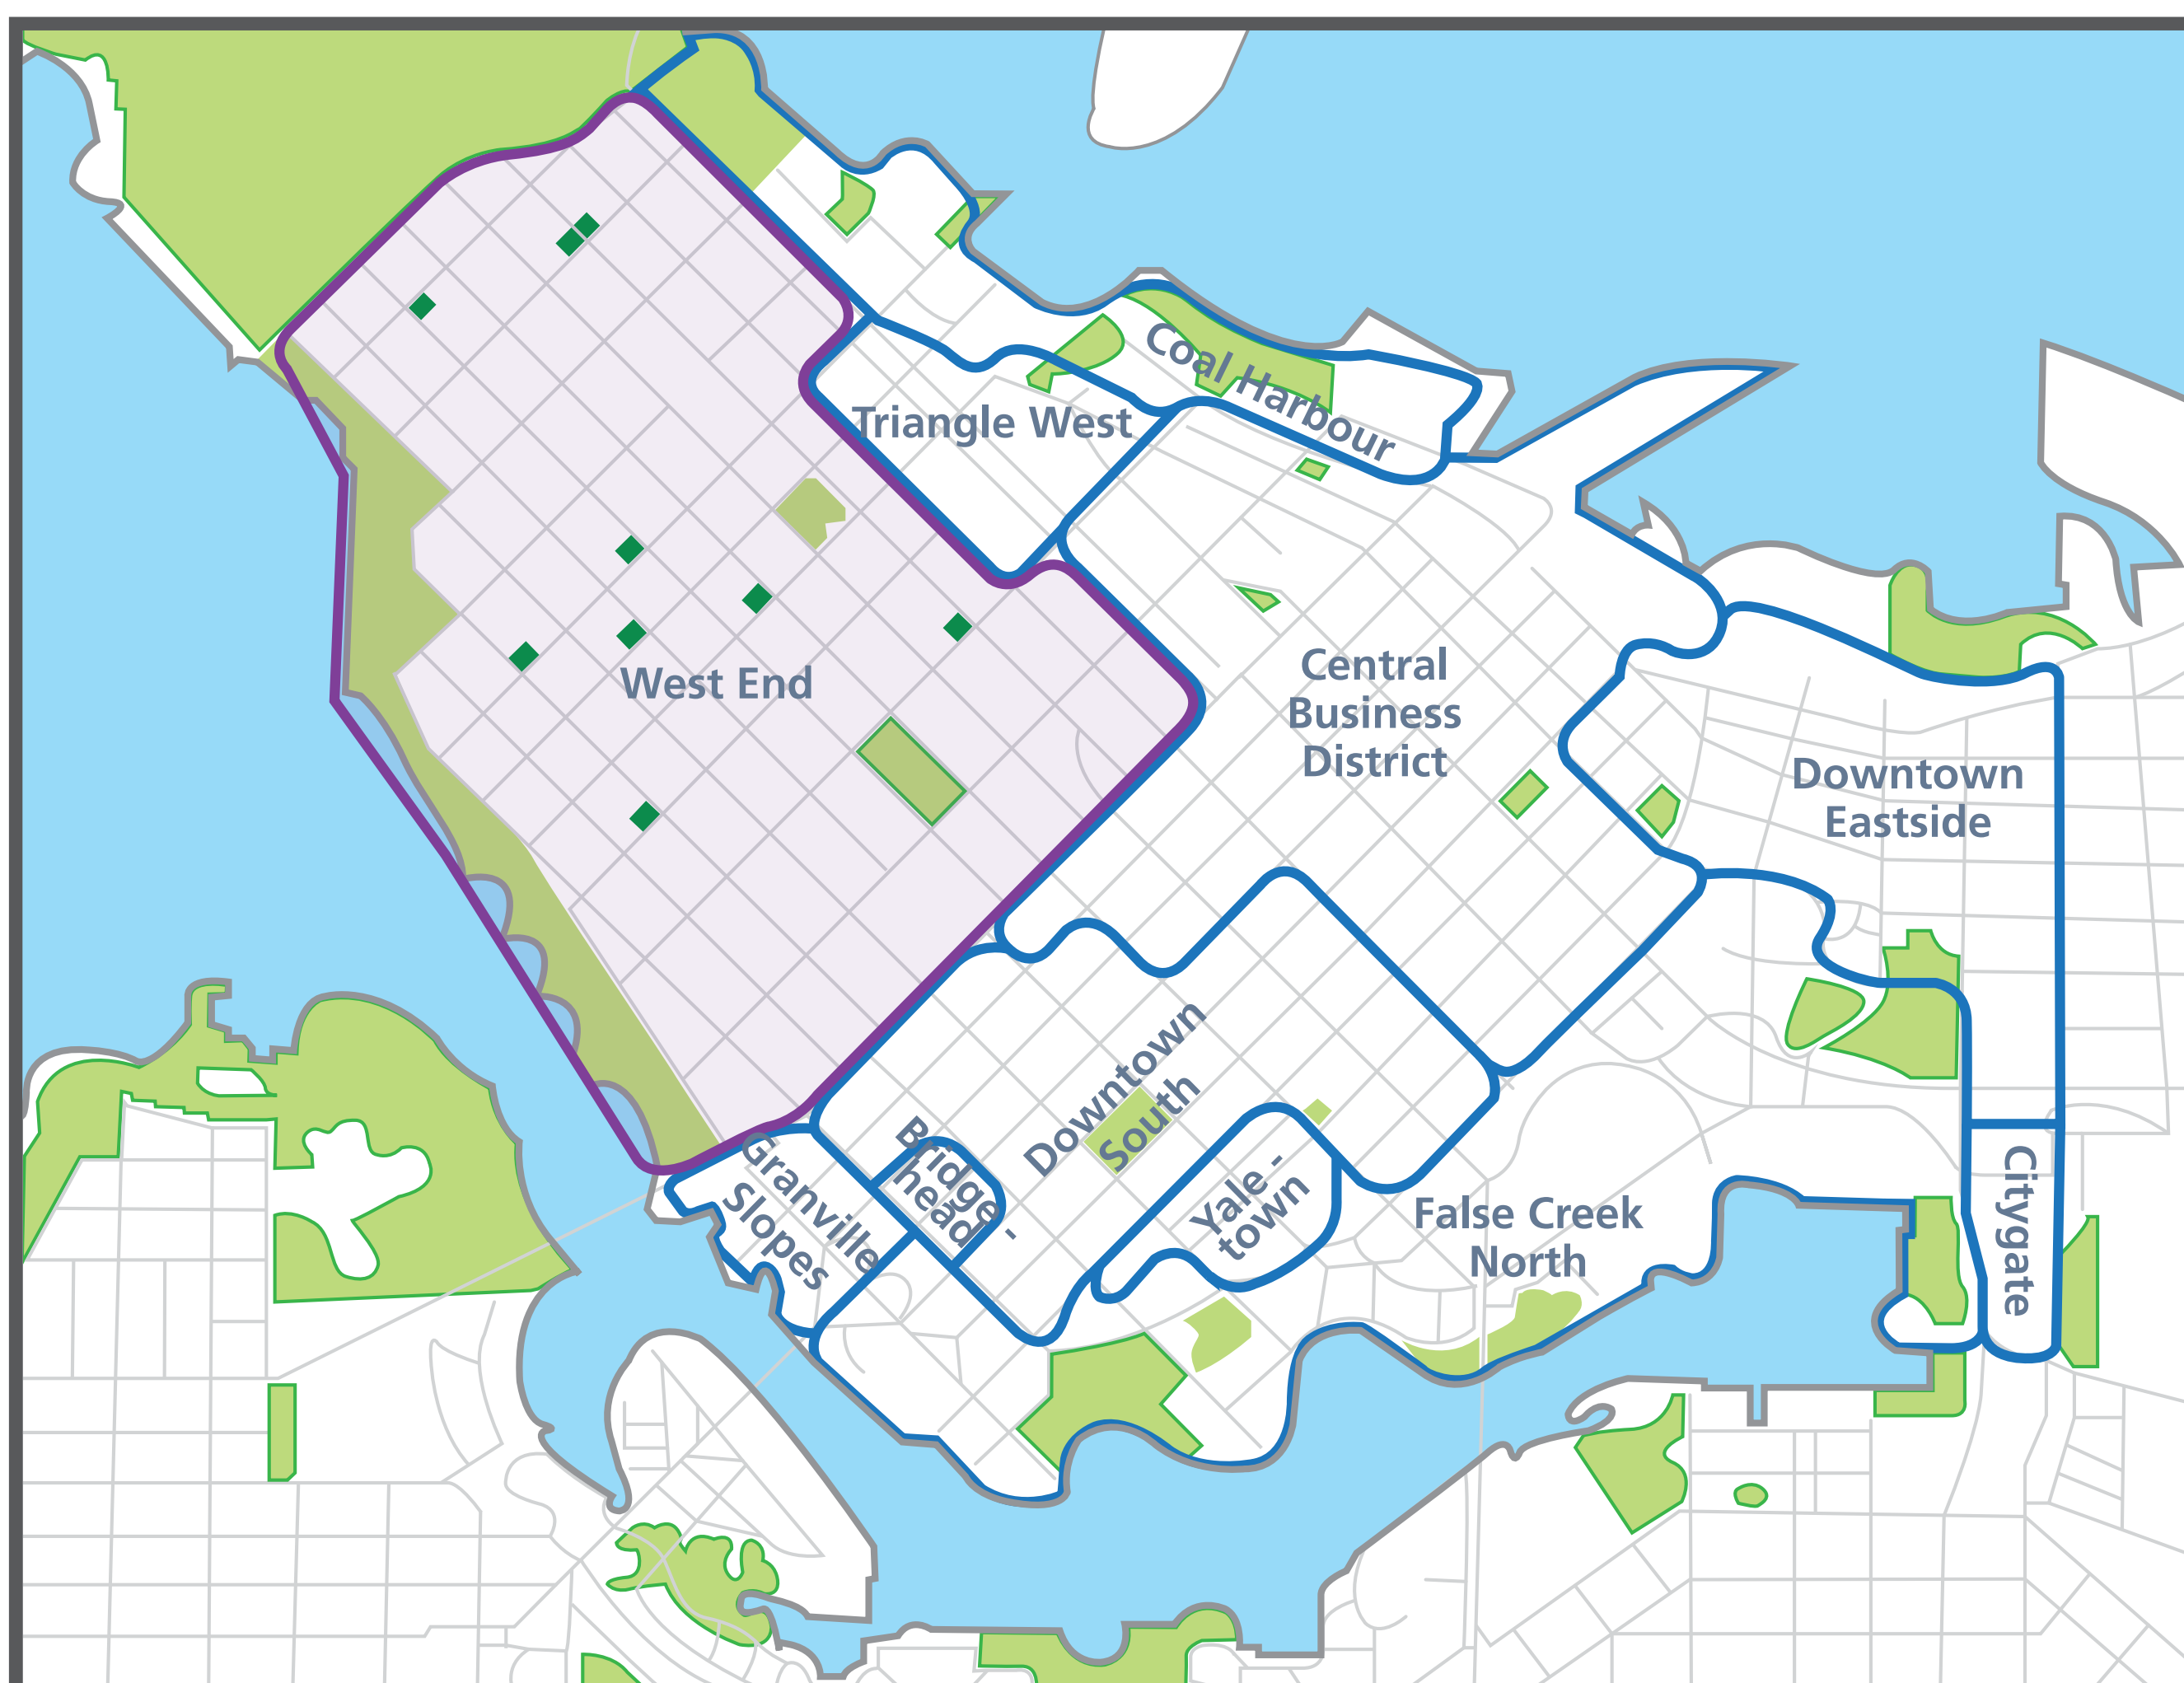 Coal Harbour
Triangle West
West End
Central
Business
District
Downtown
Eastside
Downtown
South
Bridge -
head
Granville
Slopes
Yale -
town
False Creek
North
Citygate